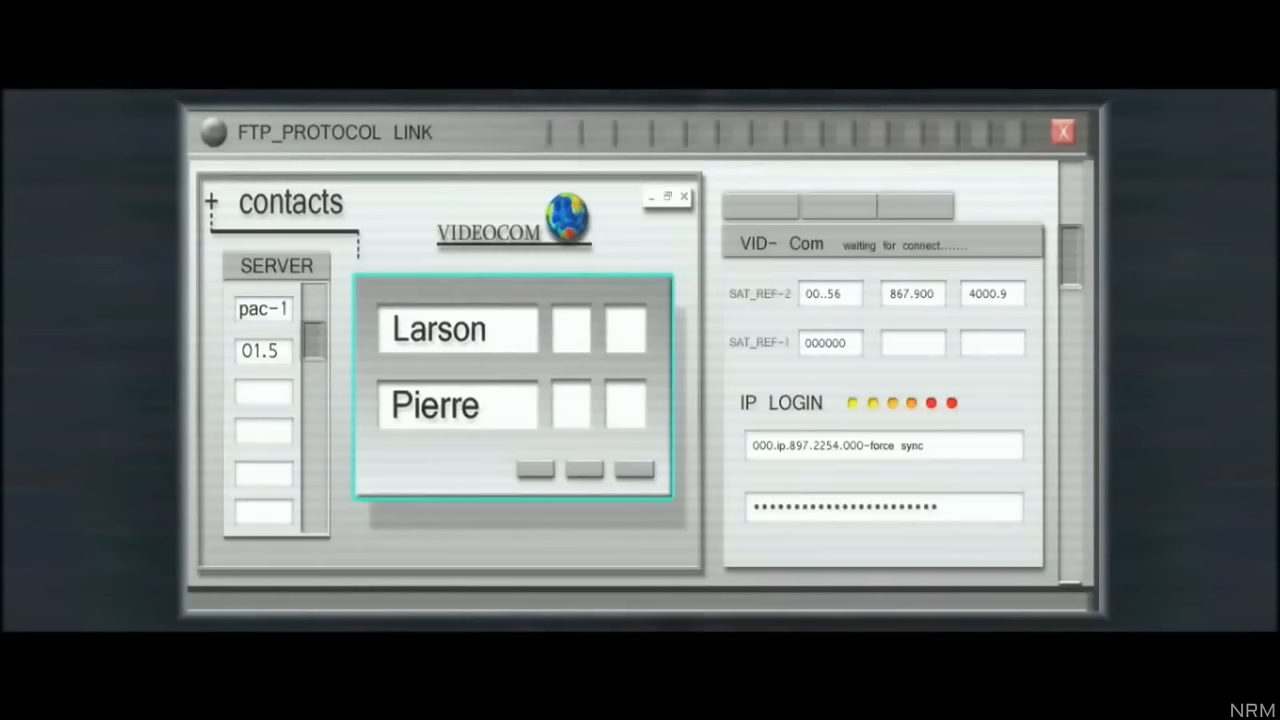 FTP_PROTOCOL LINK
X
+ contacts
VIDEOCOM
SERVER
pac-1
01.5
Larson
Pierre
VID- Com waiting for connect.......
SAT_REF-2 00..56 867.900 4000.9
SAT_REF-1 000000
IP LOGIN
000.ip.897.2254.000-force sync
***********************
NRM